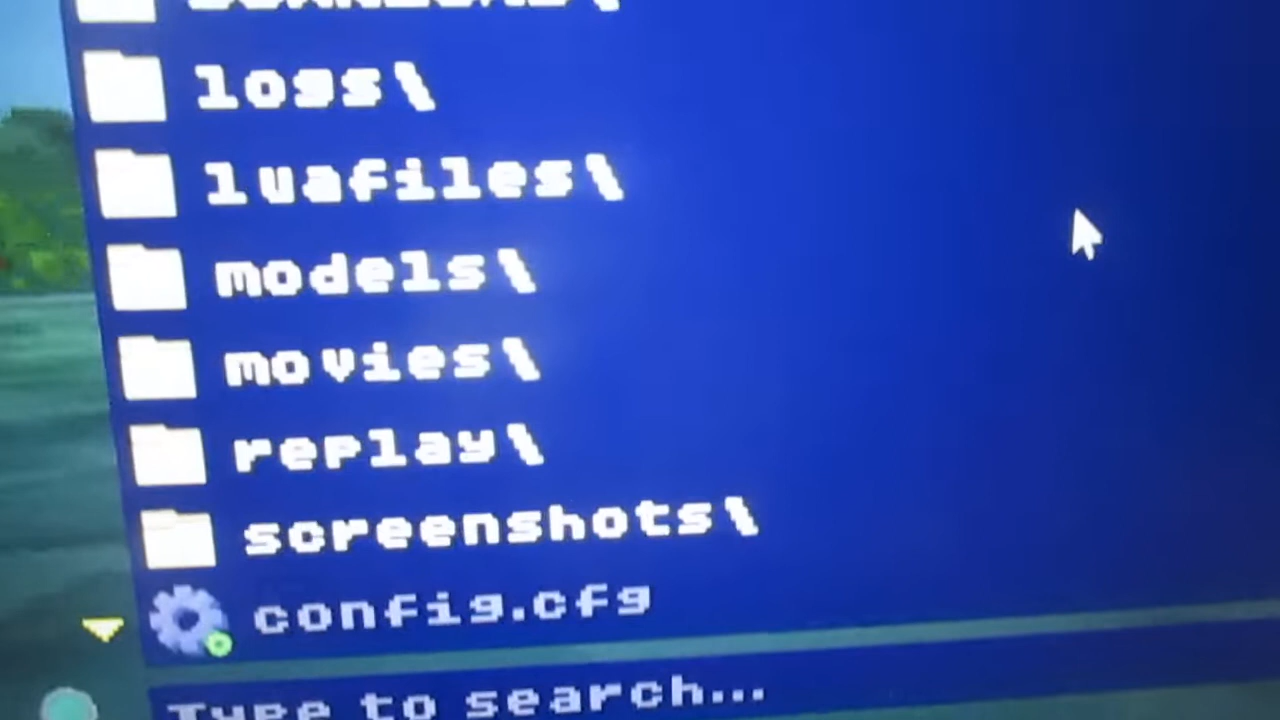 logs\
luafiles\
models\
movies\
replay\
screenshots\
config.cfg
Type to search...